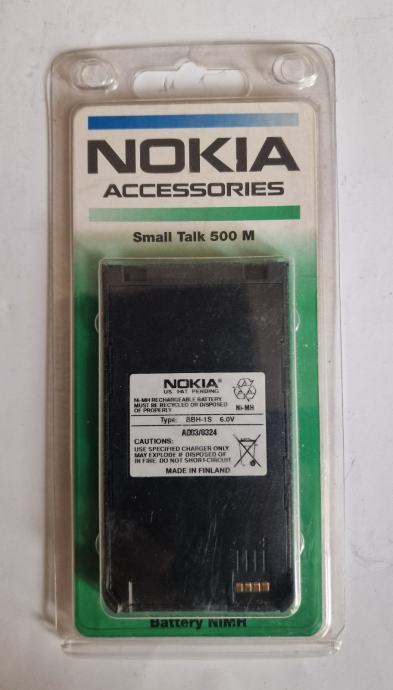 NOKIA
ACCESSORIES
Small Talk 500 M
NOKIA
US PAT. PENDING
Ni-MH RECHARGEABLE BATTERY.
MUST BE RECYCLED OR DISPOSED
OF PROPERLY.
Ni-MH
Type: BBH-1S 6.0V
A003/0324
CAUTIONS:
USE SPECIFIED CHARGER ONLY.
MAY EXPLODE IF DISPOSED OF
IN FIRE. DO NOT SHORT-CIRCUIT.
MADE IN FINLAND
Battery NiMH